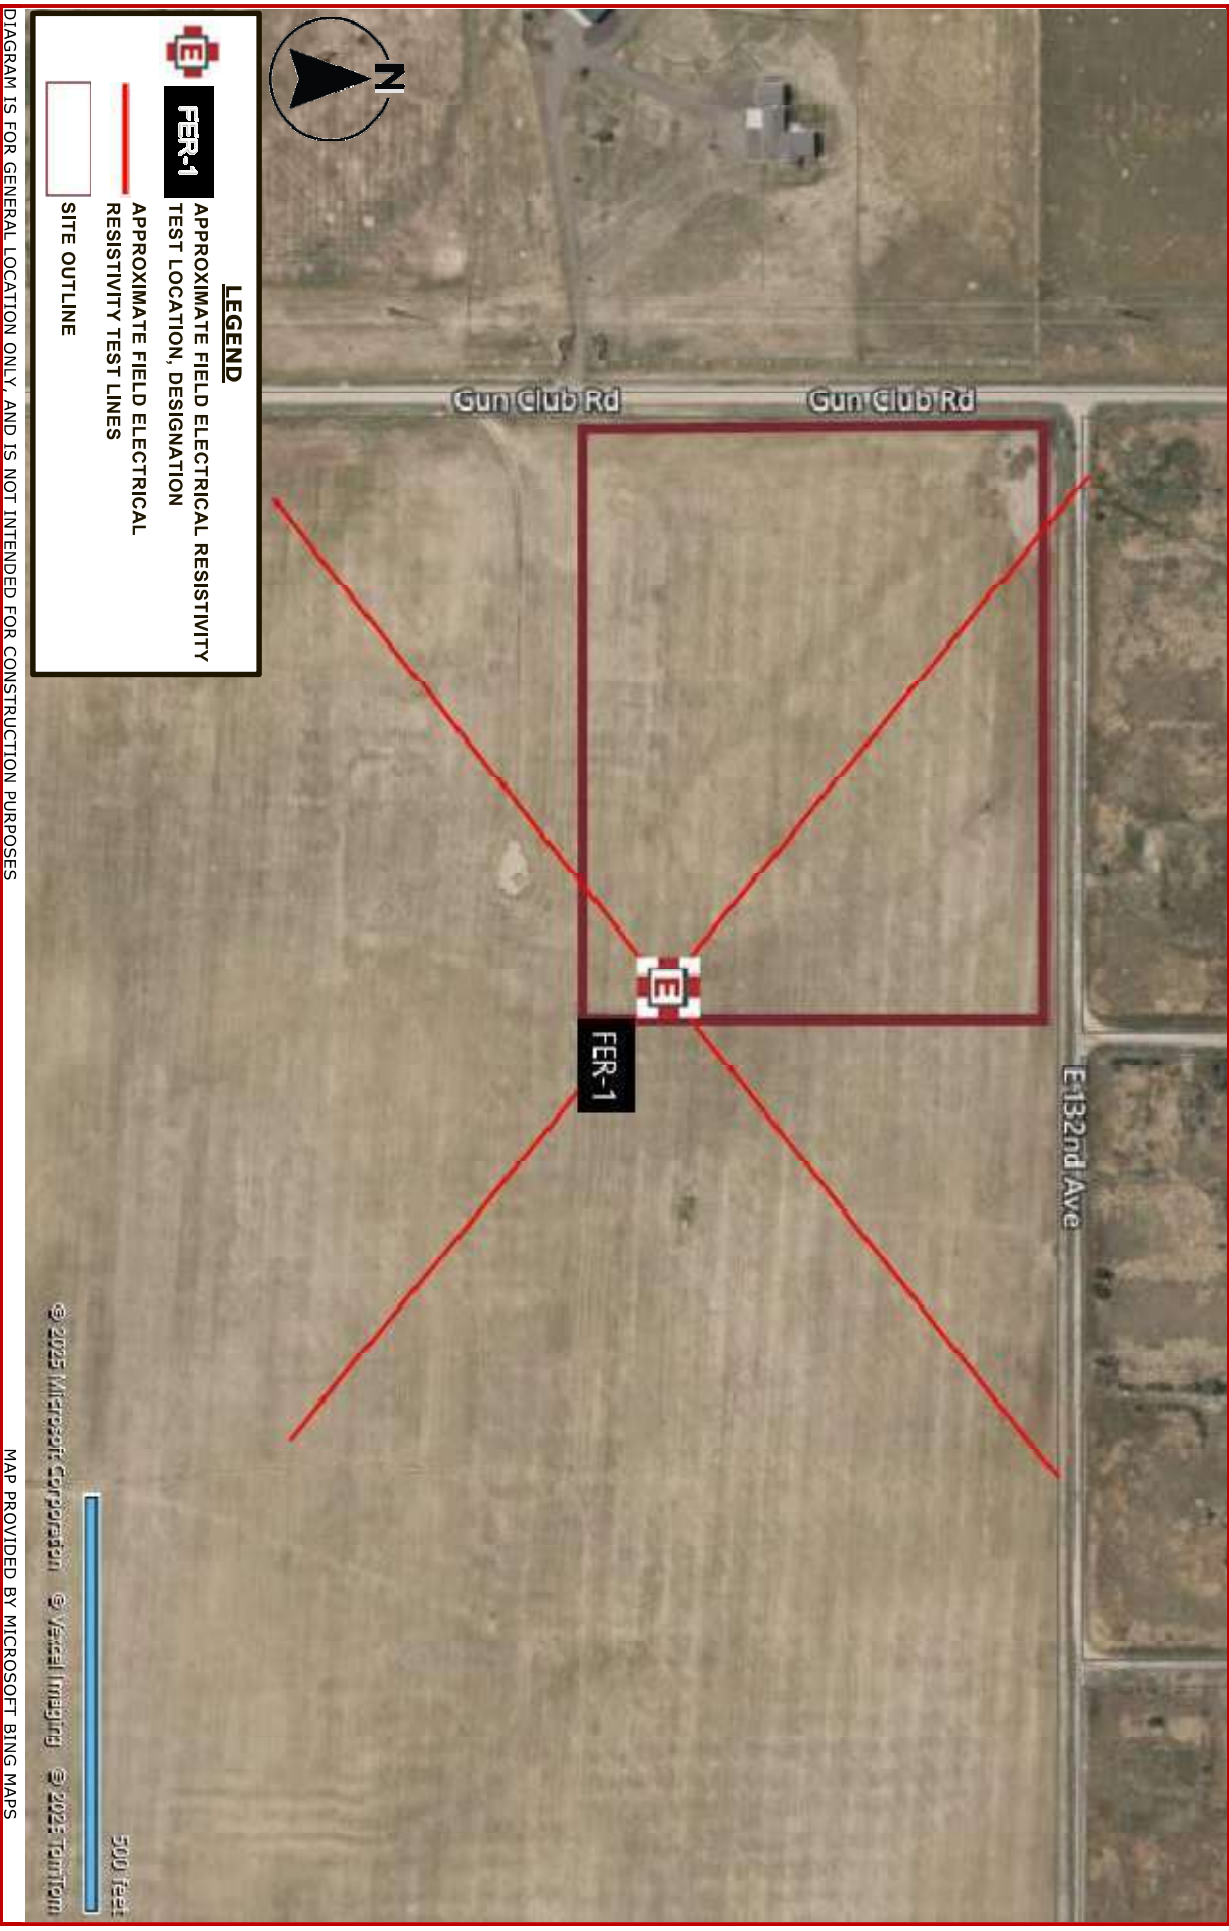 Gun Club Rd
Gun Club Rd
E 132nd Ave
E
FER-1
N
LEGEND
E
FER-1
APPROXIMATE FIELD ELECTRICAL RESISTIVITY
TEST LOCATION, DESIGNATION
APPROXIMATE FIELD ELECTRICAL
RESISTIVITY TEST LINES
SITE OUTLINE
500 feet
© 2025 Microsoft Corporation © Vexcel Imaging © 2025 TomTom
DIAGRAM IS FOR GENERAL LOCATION ONLY, AND IS NOT INTENDED FOR CONSTRUCTION PURPOSES
MAP PROVIDED BY MICROSOFT BING MAPS